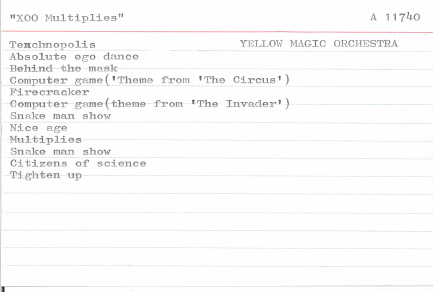 "XOO Multiplies" A 11740
Tenchnopolis YELLOW MAGIC ORCHESTRA
Absolute ego dance
Behind the mask
Computer game('Theme from 'The Circus')
Firecracker
Computer game(theme from 'The Invader')
Snake man show
Nice age
Multiplies
Snake man show
Citizens of science
Tighten up